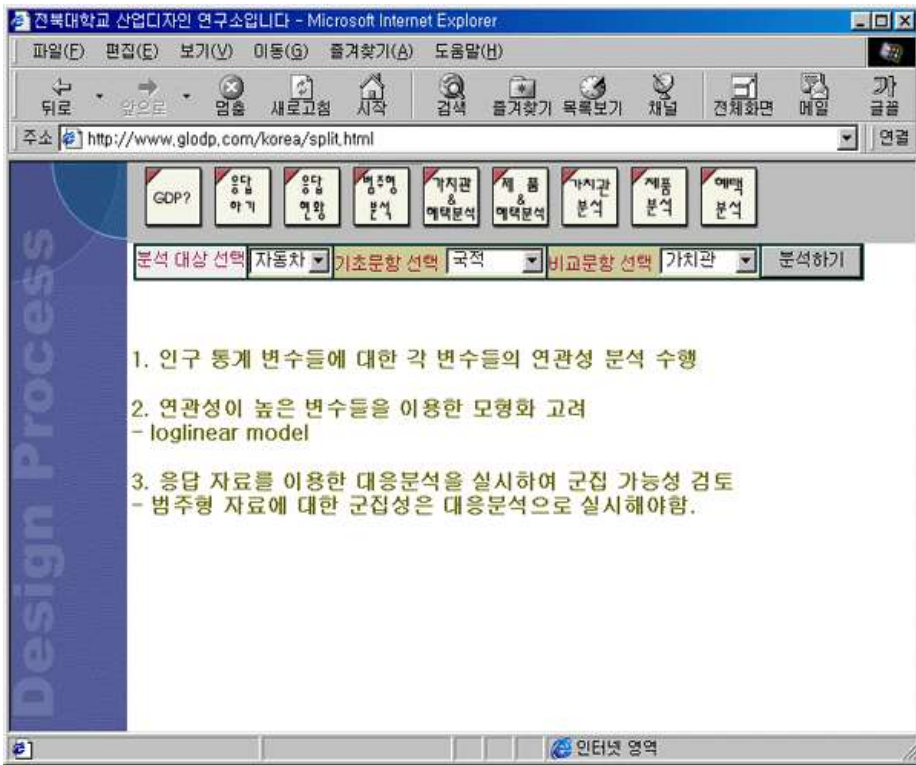 전북대학교 산업디자인 연구소입니다 - Microsoft Internet Explorer
파일(F) 편집(E) 보기(V) 이동(G) 즐겨찾기(A) 도움말(H)
뒤로 앞으로 멈춤 새로고침 시작 검색 즐겨찾기 목록보기 채널 전체화면 메일 글꼴
주소 http://www.glodp.com/korea/split.html 연결
GDP? 응답하기 응답현황 범주형분석 가치관&혜택분석 제품&혜택분석 가치관분석 제품분석 혜택분석
분석 대상 선택 자동차 기초문항 선택 국적 비교문항 선택 가치관 분석하기
1. 인구 통계 변수들에 대한 각 변수들의 연관성 분석 수행
2. 연관성이 높은 변수들을 이용한 모형화 고려
- loglinear model
3. 응답 자료를 이용한 대응분석을 실시하여 군집 가능성 검토
- 범주형 자료에 대한 군집성은 대응분석으로 실시해야함.
Design Process
인터넷 영역